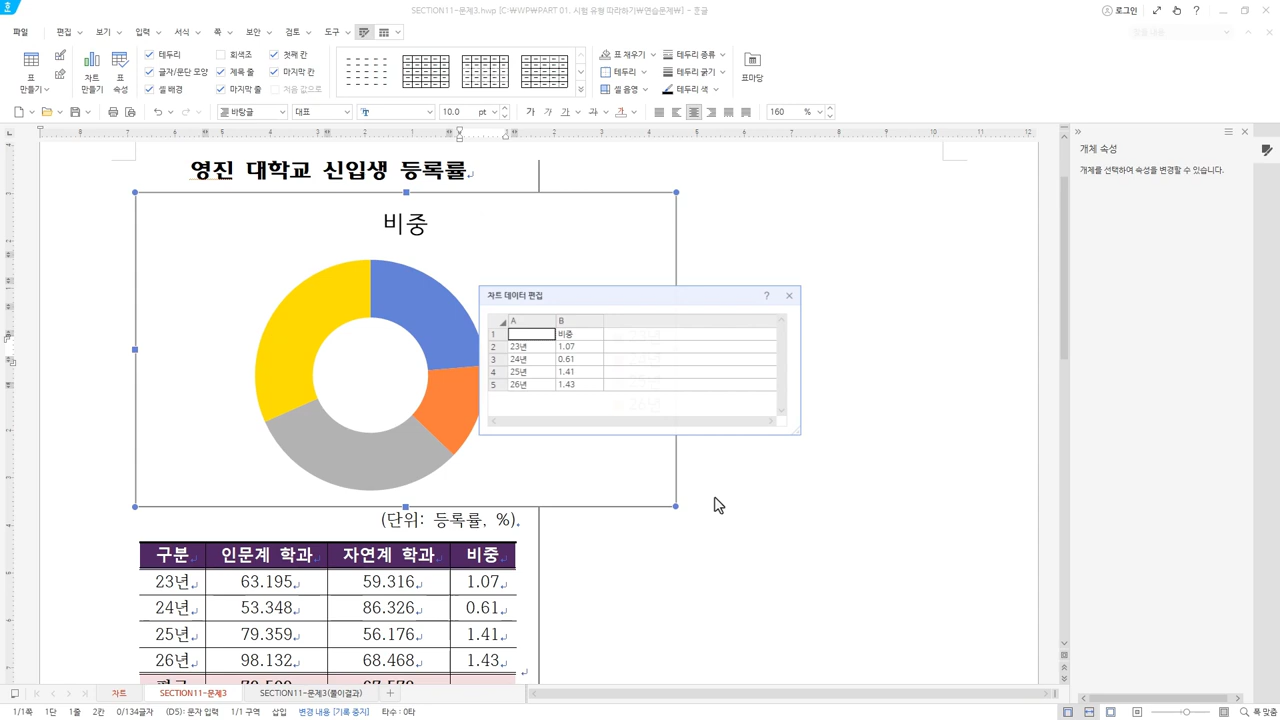 SECTION11-문제3.hwp [C:₩WP₩PART 01. 시험 유형 따라하기₩연습문제₩] - 한글
로그인
파일 편집 보기 입력 서식 쪽 보안 검토 도구
표 만들기
차트 만들기
표 속성
테두리 회색조 첫째 칸
글자/문단 모양 제목 줄 마지막 칸
셀 배경 마지막 줄 처음 값으로
표 채우기 테두리 종류
테두리 테두리 굵기
셀 음영 테두리 색
표마당
바탕글 대표 10.0 pt 가 가 가 가 가 160 %
개체 속성
개체를 선택하여 속성을 변경할 수 있습니다.
영진 대학교 신입생 등록률
비중
차트 데이터 편집
A B
1 비중
2 23년 1.07
3 24년 0.61
4 25년 1.41
5 26년 1.43
26년
(단위: 등록률, %)
구분 인문계 학과 자연계 학과 비중
23년 63.195 59.316 1.07
24년 53.348 86.326 0.61
25년 79.359 56.176 1.41
26년 98.132 68.468 1.43
차트 SECTION11-문제3 SECTION11-문제3(풀이결과)
1/1쪽 1단 1줄 2칸 0/134글자 (D5): 문자 입력 1/1 구역 삽입 변경 내용 [기록 중지] 타수 : 0타 폭 맞춤